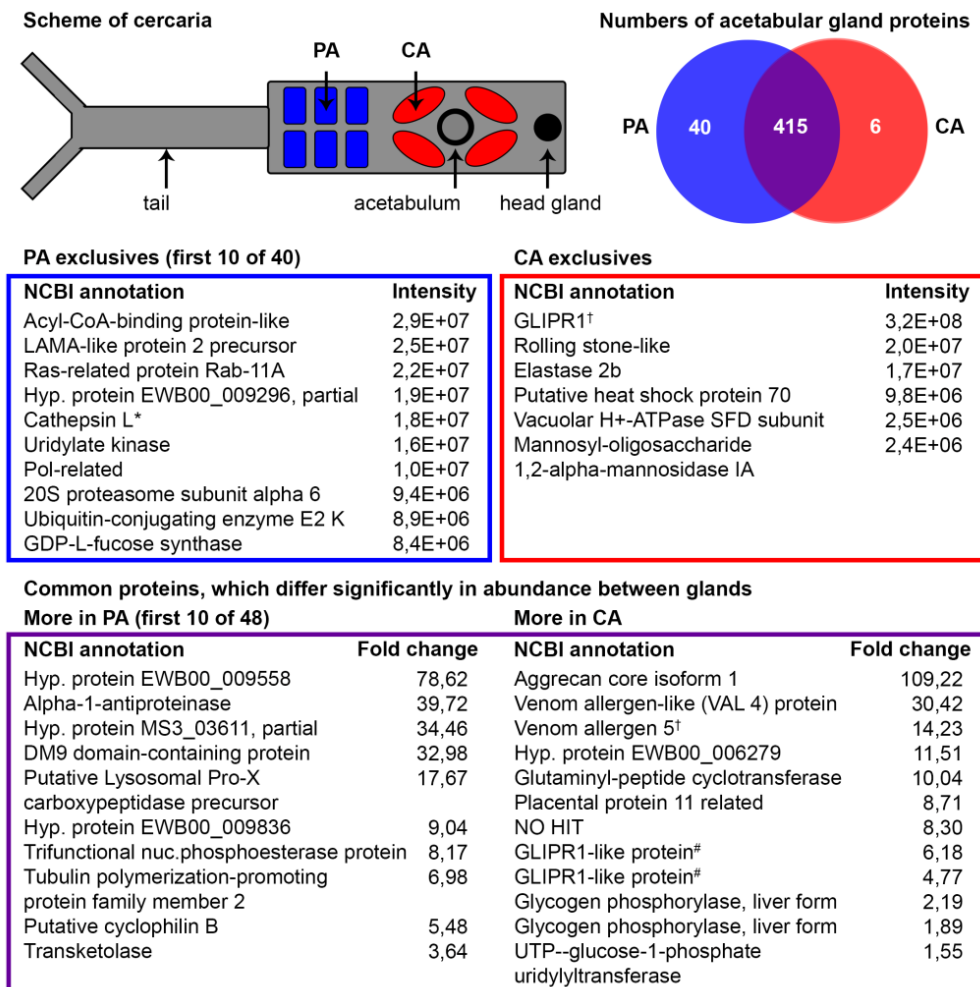 Scheme of cercaria
PA
CA
tail
acetabulum
head gland
Numbers of acetabular gland proteins
PA
40
415
6
CA
PA exclusives (first 10 of 40)
NCBI annotation Intensity
Acyl-CoA-binding protein-like 2,9E+07
LAMA-like protein 2 precursor 2,5E+07
Ras-related protein Rab-11A 2,2E+07
Hyp. protein EWB00_009296, partial 1,9E+07
Cathepsin L* 1,8E+07
Uridylate kinase 1,6E+07
Pol-related 1,0E+07
20S proteasome subunit alpha 6 9,4E+06
Ubiquitin-conjugating enzyme E2 K 8,9E+06
GDP-L-fucose synthase 8,4E+06
CA exclusives
NCBI annotation Intensity
GLIPR1† 3,2E+08
Rolling stone-like 2,0E+07
Elastase 2b 1,7E+07
Putative heat shock protein 70 9,8E+06
Vacuolar H+-ATPase SFD subunit 2,5E+06
Mannosyl-oligosaccharide 2,4E+06
1,2-alpha-mannosidase IA
Common proteins, which differ significantly in abundance between glands
More in PA (first 10 of 48)
NCBI annotation Fold change
Hyp. protein EWB00_009558 78,62
Alpha-1-antiproteinase 39,72
Hyp. protein MS3_03611, partial 34,46
DM9 domain-containing protein 32,98
Putative Lysosomal Pro-X 17,67
carboxypeptidase precursor
Hyp. protein EWB00_009836 9,04
Trifunctional nuc.phosphoesterase protein 8,17
Tubulin polymerization-promoting 6,98
protein family member 2
Putative cyclophilin B 5,48
Transketolase 3,64
More in CA
NCBI annotation Fold change
Aggrecan core isoform 1 109,22
Venom allergen-like (VAL 4) protein 30,42
Venom allergen 5† 14,23
Hyp. protein EWB00_006279 11,51
Glutaminyl-peptide cyclotransferase 10,04
Placental protein 11 related 8,71
NO HIT 8,30
GLIPR1-like protein# 6,18
GLIPR1-like protein# 4,77
Glycogen phosphorylase, liver form 2,19
Glycogen phosphorylase, liver form 1,89
UTP--glucose-1-phosphate 1,55
uridylyltransferase